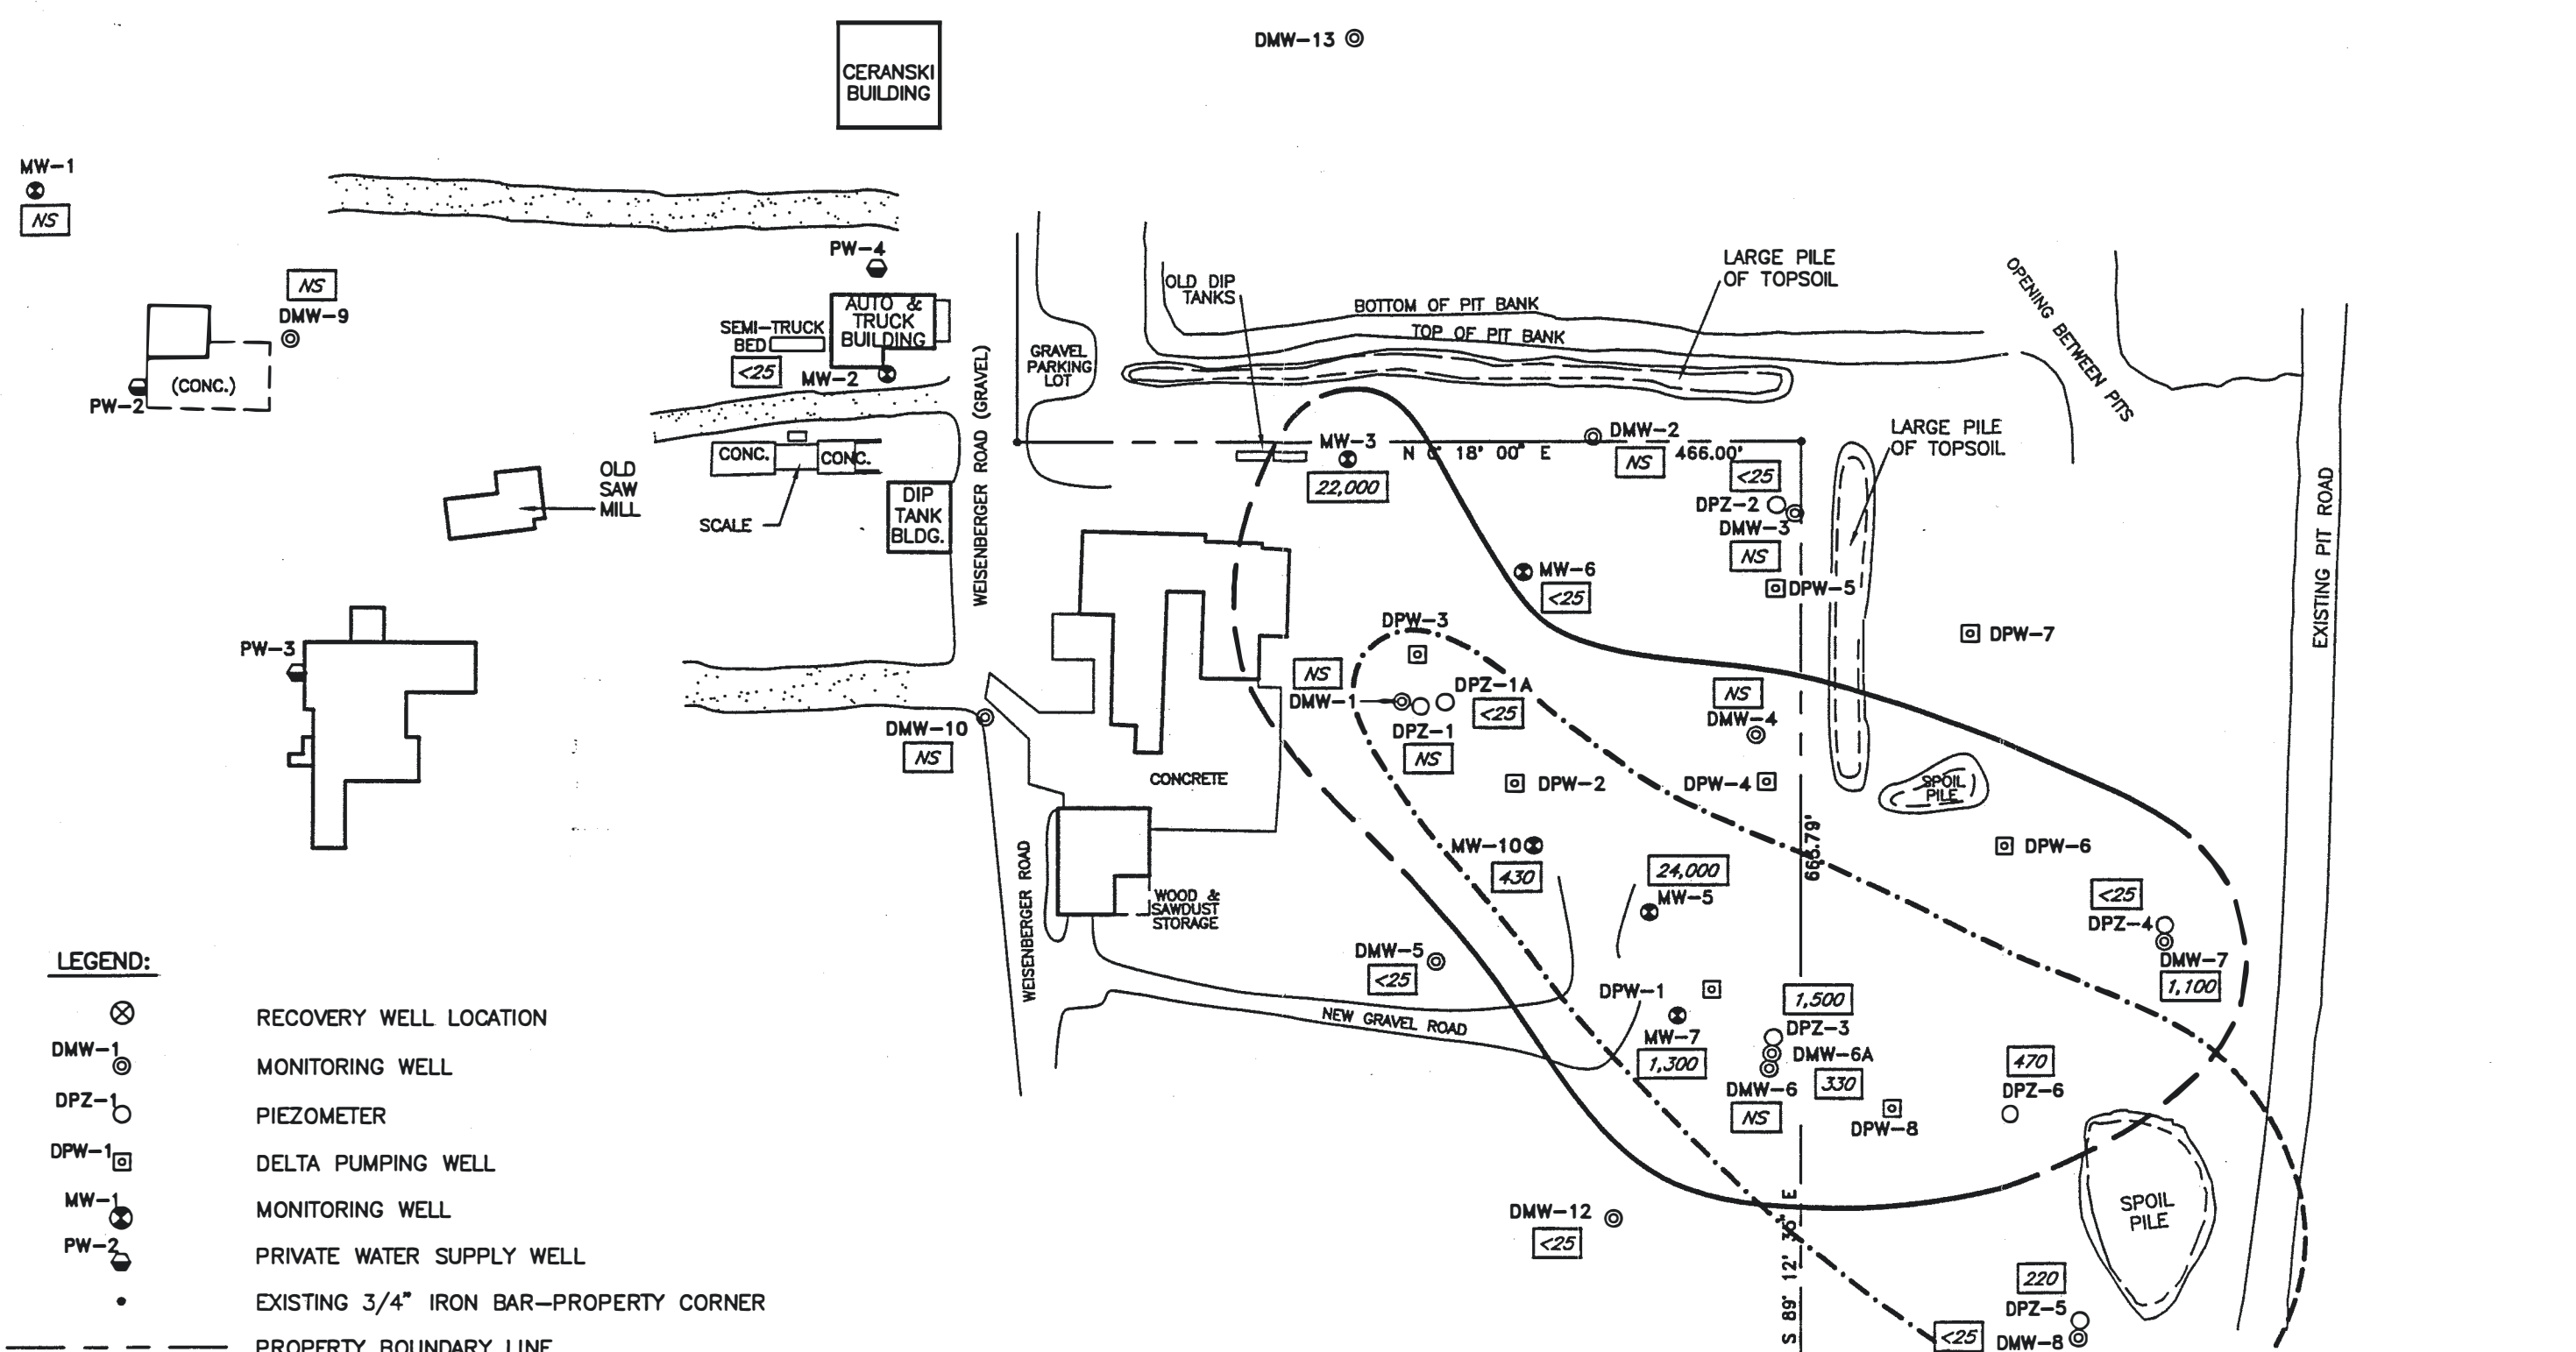 DMW-13
CERANSKI
BUILDING
MW-1
NS
PW-4
NS
DMW-9
(CONC.)
PW-2
AUTO &
TRUCK
BUILDING
SEMI-TRUCK
BED
<25
MW-2
WEISENBERGER ROAD (GRAVEL)
GRAVEL
PARKING
LOT
OLD DIP
TANKS
BOTTOM OF PIT BANK
TOP OF PIT BANK
LARGE PILE
OF TOPSOIL
OPENING BETWEEN PITS
LARGE PILE
OF TOPSOIL
EXISTING PIT ROAD
CONC.
CONC.
OLD
SAW
MILL
SCALE
DIP
TANK
BLDG.
MW-3
22,000
18' 00" E
466.00'
DMW-2
NS
<25
DPZ-2
DMW-3
NS
DPW-5
DPW-7
MW-6
<25
DPW-3
PW-3
NS
DMW-1
DPZ-1A
<25
DPZ-1
NS
NS
DMW-4
DMW-10
NS
CONCRETE
DPW-2
DPW-4
SPOIL
PILE
DPW-6
MW-10
430
24,000
MW-5
<25
DPZ-4
DMW-7
1,100
WOOD &
SAWDUST
STORAGE
WEISENBERGER ROAD
DMW-5
<25
NEW GRAVEL ROAD
DPW-1
MW-7
1,300
1,500
DPZ-3
DMW-6A
330
DMW-6
NS
470
DPZ-6
DPW-8
SPOIL
PILE
DMW-12
<25
S 89° 12' 36" E
220
DPZ-5
<25
DMW-8
LEGEND:
RECOVERY WELL LOCATION
DMW-1
MONITORING WELL
DPZ-1
PIEZOMETER
DPW-1
DELTA PUMPING WELL
MW-1
MONITORING WELL
PW-2
PRIVATE WATER SUPPLY WELL
EXISTING 3/4" IRON BAR-PROPERTY CORNER
PROPERTY BOUNDARY LINE